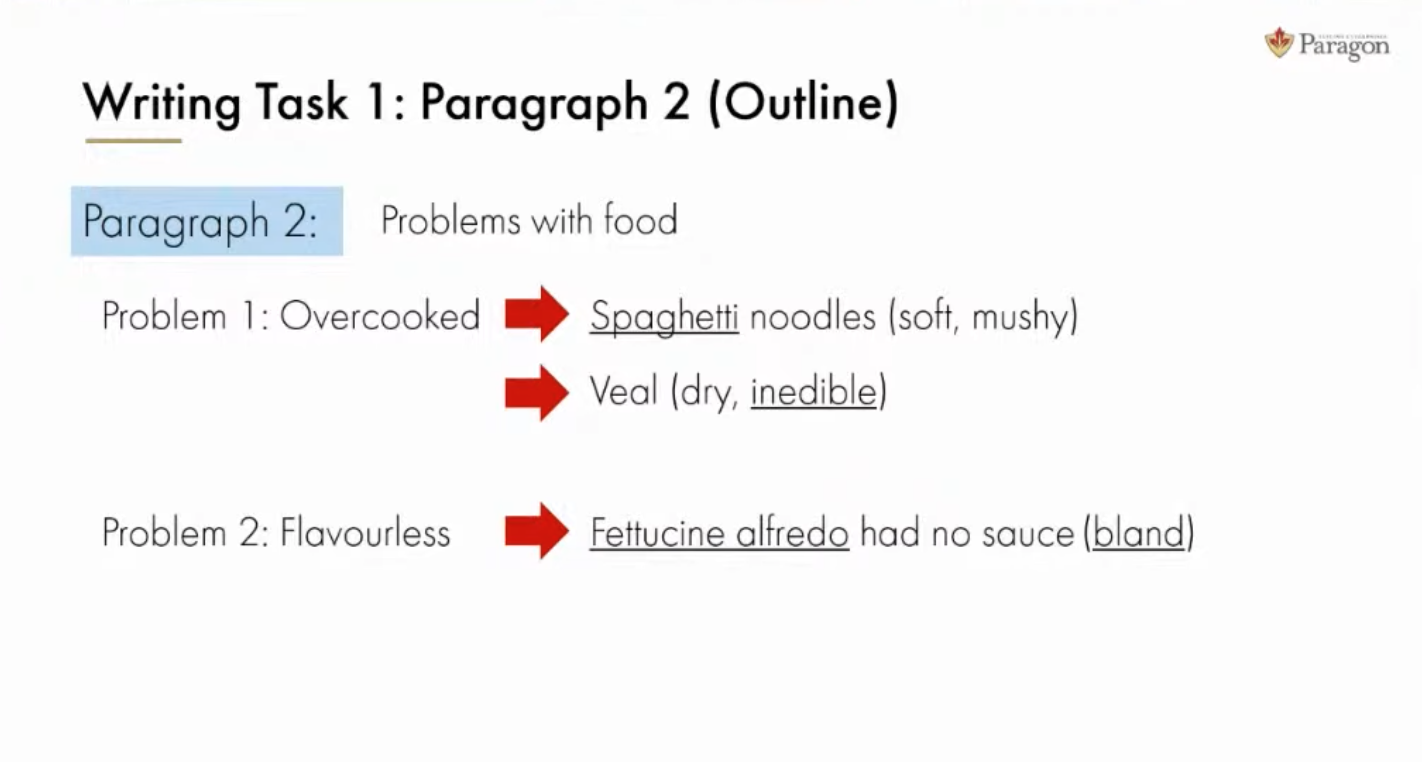 Paragon
Writing Task 1: Paragraph 2 (Outline)
Paragraph 2: Problems with food
Problem 1: Overcooked Spaghetti noodles (soft, mushy)
Veal (dry, inedible)
Problem 2: Flavourless Fettucine alfredo had no sauce (bland)